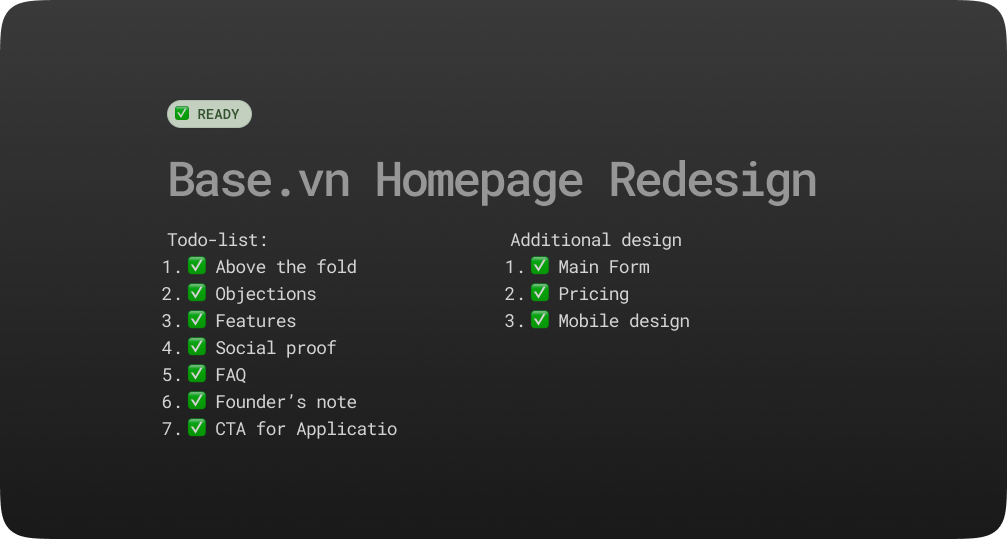 ✅ READY
Base.vn Homepage Redesign
Todo-list:
1. ✅ Above the fold
2. ✅ Objections
3. ✅ Features
4. ✅ Social proof
5. ✅ FAQ
6. ✅ Founder’s note
7. ✅ CTA for Applicatio
Additional design
1. ✅ Main Form
2. ✅ Pricing
3. ✅ Mobile design